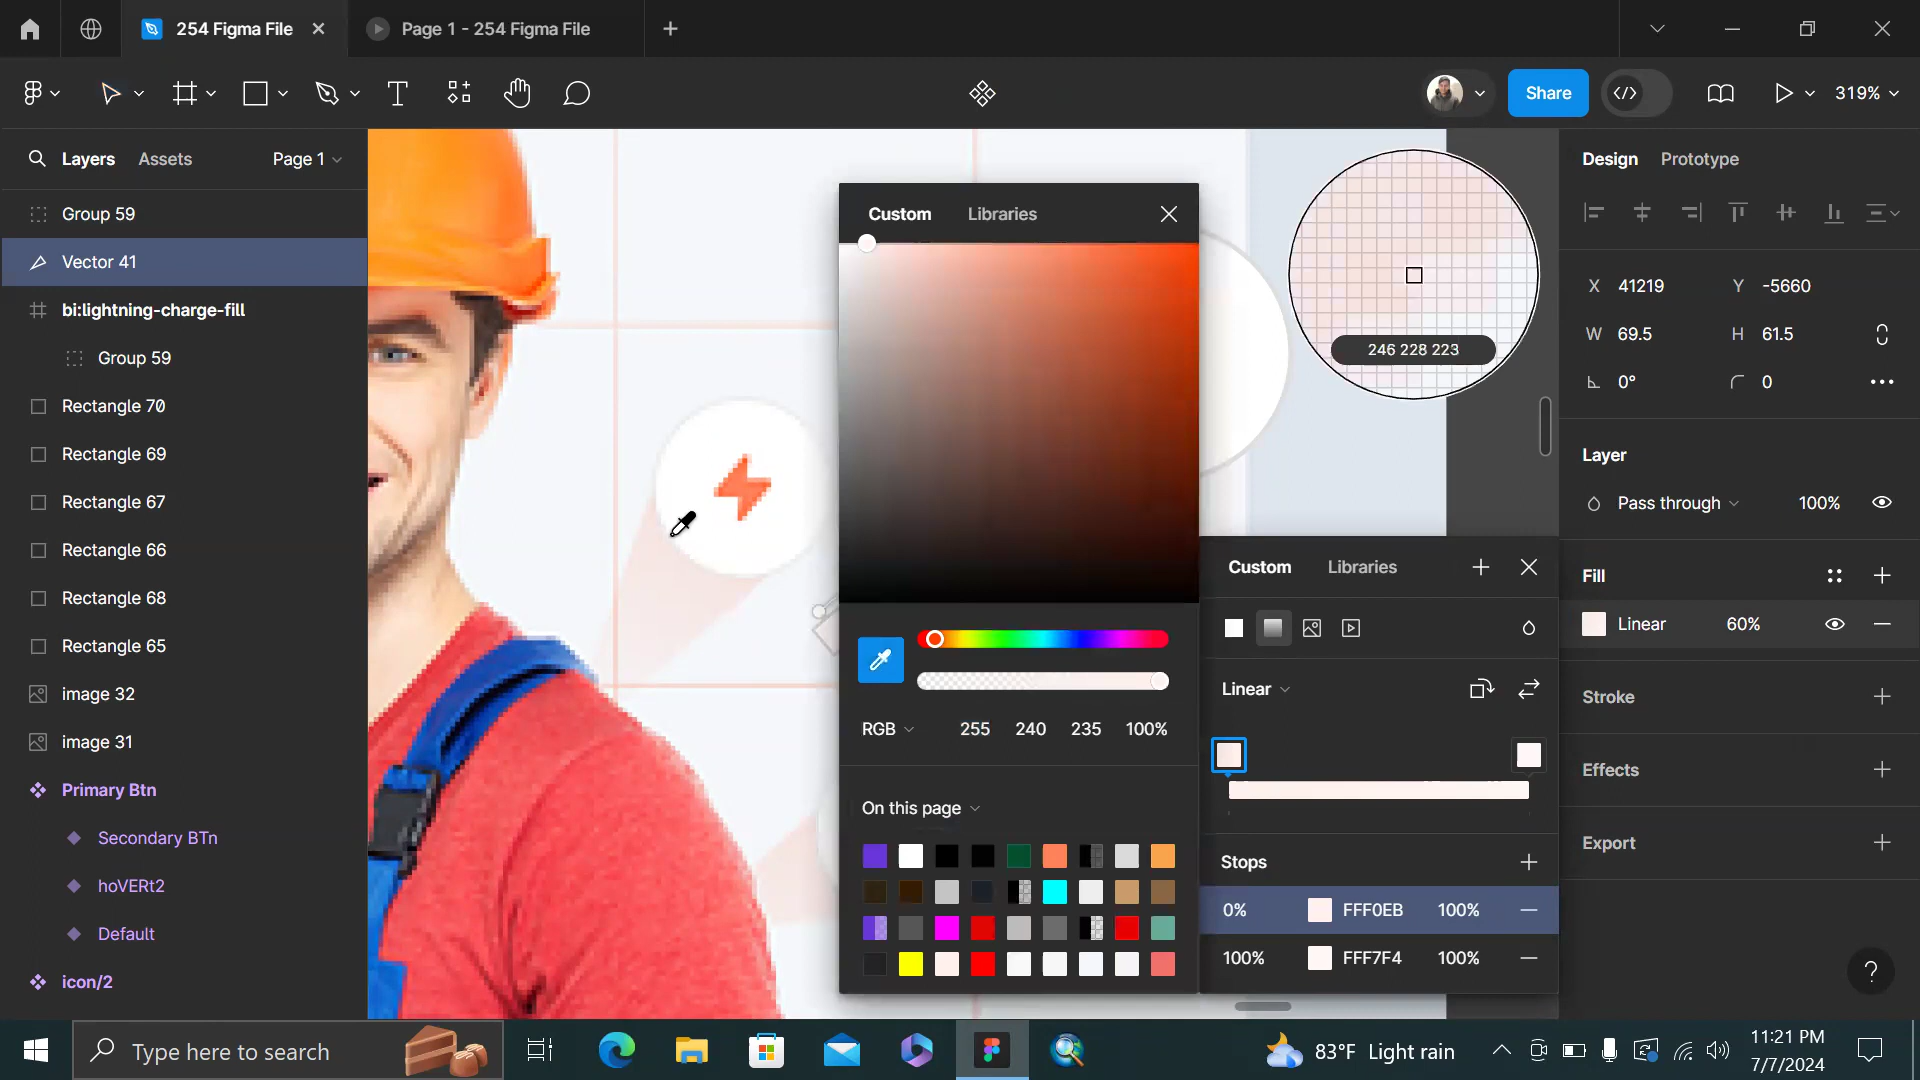 254 Figma File
Page 1 - 254 Figma File
Share
319%
Layers
Assets
Page 1
Group 59
Vector 41
bi:lightning-charge-fill
Group 59
Rectangle 70
Rectangle 69
Rectangle 67
Rectangle 66
Rectangle 68
Rectangle 65
image 32
image 31
Primary Btn
Secondary BTn
hoVERt2
Default
icon/2
Custom
Libraries
RGB
255
240
235
100%
On this page
246 228 223
Custom
Libraries
Linear
Stops
0%
FFF0EB
100%
100%
FFF7F4
100%
Design
Prototype
X
41219
Y
-5660
W
69.5
H
61.5
0°
0
Layer
Pass through
100%
Fill
Linear
60%
Stroke
Effects
Export
?
Type here to search
83°F
Light rain
11:21 PM
7/7/2024